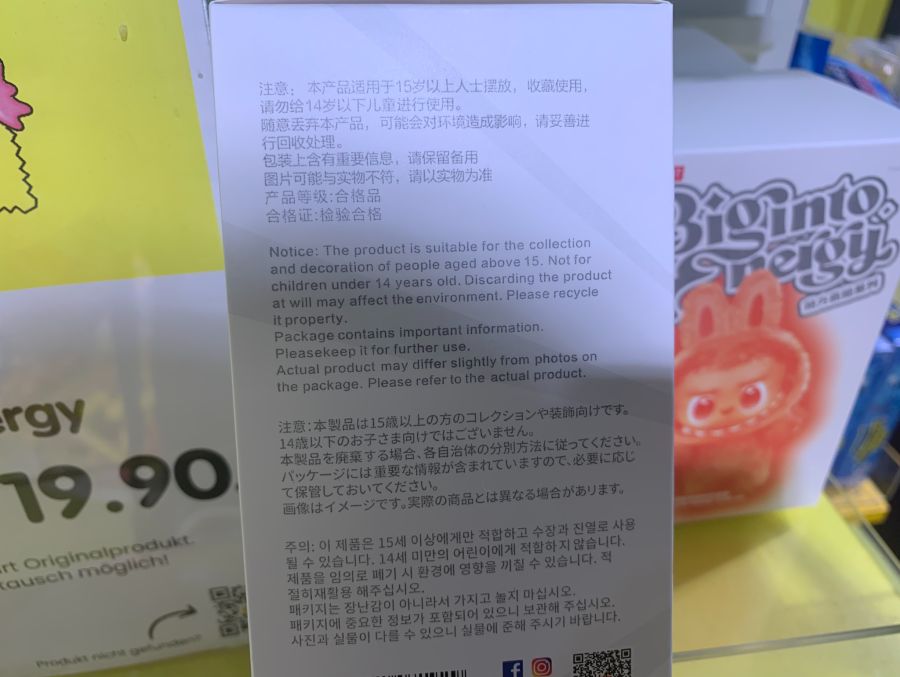 注意： 本产品适用于15岁以上人士摆放，收藏使用，
请勿给14岁以下儿童进行使用。
随意丢弃本产品，可能会对环境造成影响，请妥善进
行回收处理。
包装上含有重要信息，请保留备用
图片可能与实物不符，请以实物为准
产品等级:合格品
合格证:检验合格
Notice: The product is suitable for the collection
and decoration of people aged above 15. Not for
children under 14 years old. Discarding the product
at will may affect the environment. Please recycle
it property.
Package contains important information.
Pleasekeep it for further use.
Actual product may differ slightly from photos on
the package. Please refer to the actual product.
注意:本製品は15歳以上の方のコレクションや装飾向けです。
14歳以下のお子さま向けではございません。
本製品を廃棄する場合、各自治体の分別方法に従ってください。
パッケージには重要な情報が含まれていますので、必要に応じ
て保管しておいてください。
画像はイメージです。実際の商品とは異なる場合があります。
주의: 이 제품은 15세 이상에게만 적합하고 수장과 진열로 사용
될 수 있습니다. 14세 미만의 어린이에게 적합하지 않습니다.
제품을 임의로 폐기 시 환경에 영향을 끼칠 수 있습니다. 적
절히재활용 해주십시오.
패키지는 장난감이 아니라서 가지고 놀지 마십시오.
패키지에 중요한 정보가 포함되어 있으니 보관해 주십시오.
사진과 실물이 다를 수 있으니 실물에 준해 주시기 바랍니다.
ergy
19.90
rt Originalprodukt.
tausch möglich!
Produkt nicht gefunden?
Big into
Energy